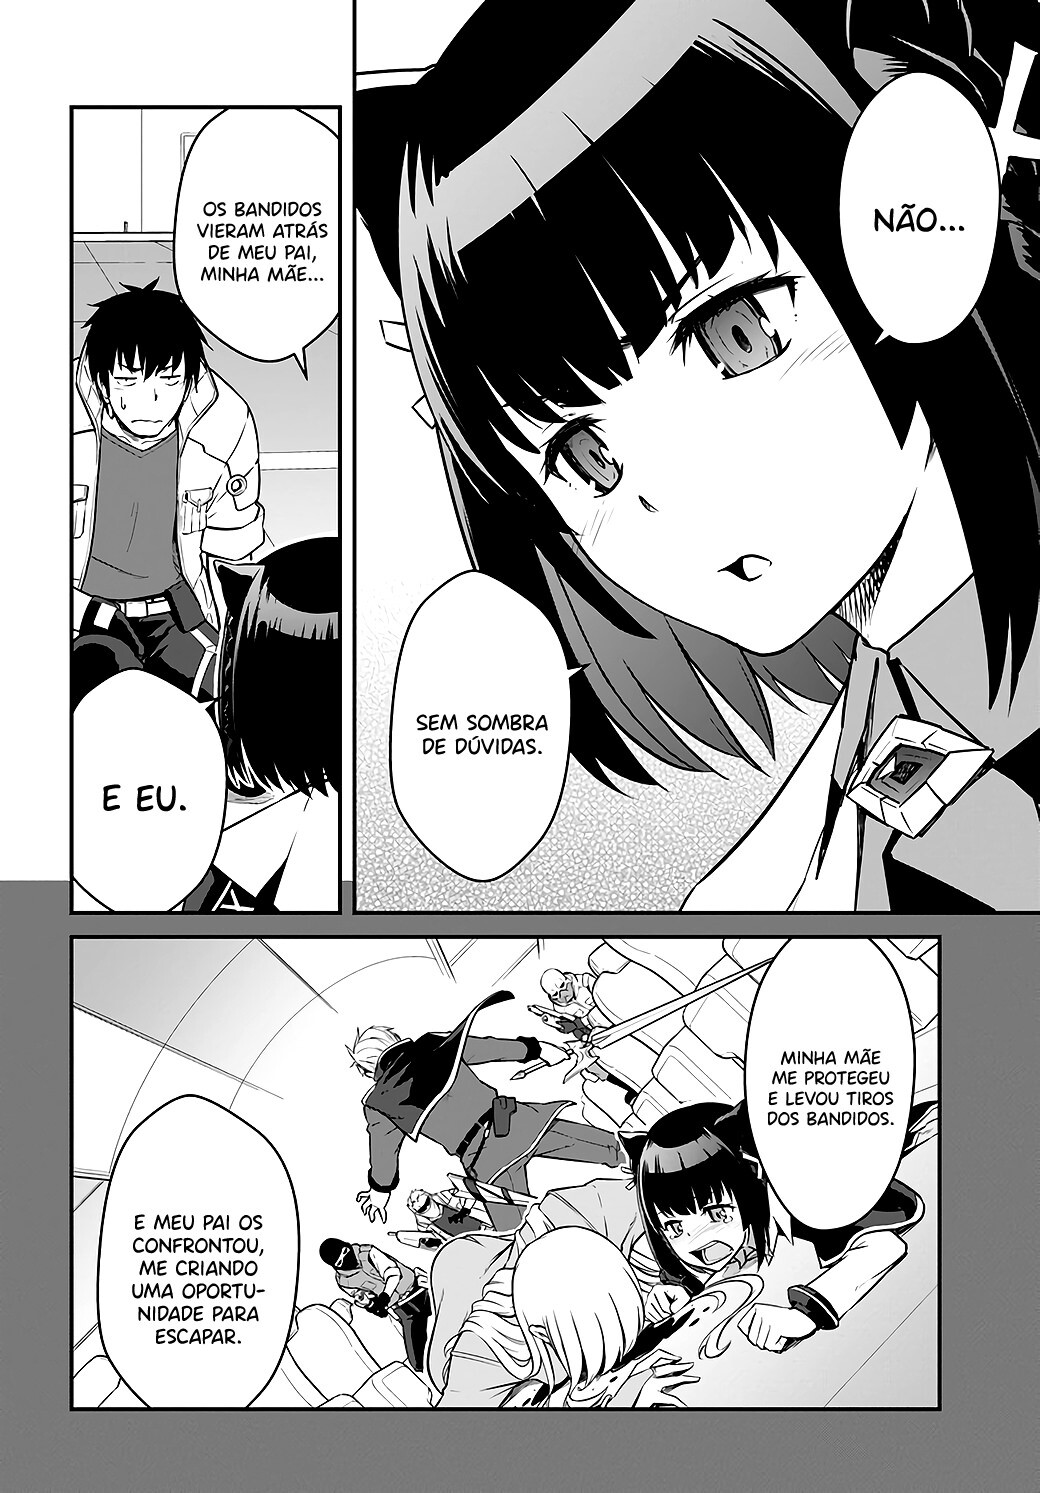 NÃO...
SEM SOMBRA
DE DÚVIDAS.
OS BANDIDOS
VIERAM ATRÁS
DE MEU PAI,
MINHA MÃE...
E EU.
MINHA MÃE
ME PROTEGEU
E LEVOU TIROS
DOS BANDIDOS.
E MEU PAI OS
CONFRONTOU,
ME CRIANDO
UMA OPORTU-
NIDADE PARA
ESCAPAR.